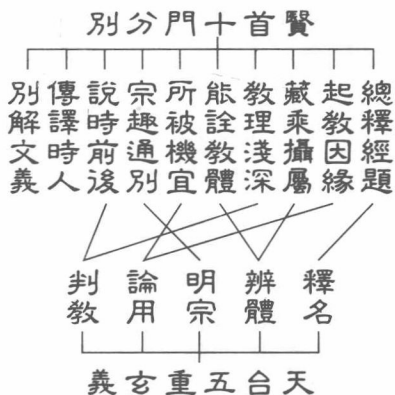 賢首十門分別
總釋經題
起教因緣
藏乘攝屬
教理淺深
能詮教體
所被機宜
宗趣通別
說時前後
傳譯時人
別解文義
釋名
辨體
明宗
論用
判教
天台五重玄義